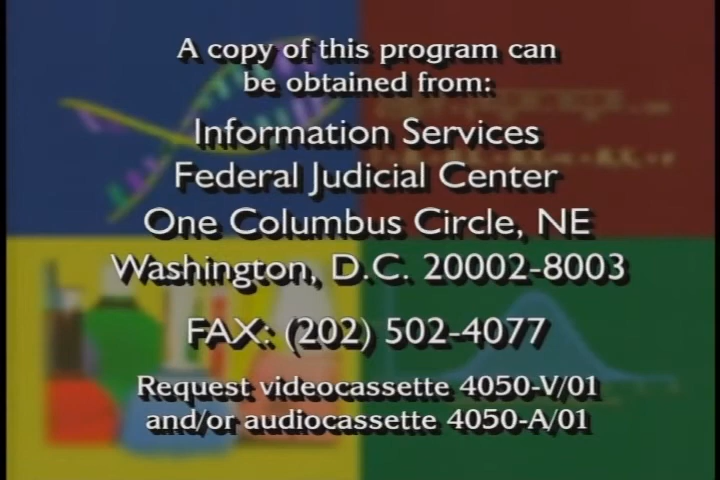 A copy of this program can
be obtained from:
Information Services
Federal Judicial Center
One Columbus Circle, NE
Washington, D.C. 20002-8003
FAX: (202) 502-4077
Request videocassette 4050-V/01
and/or audiocassette 4050-A/01